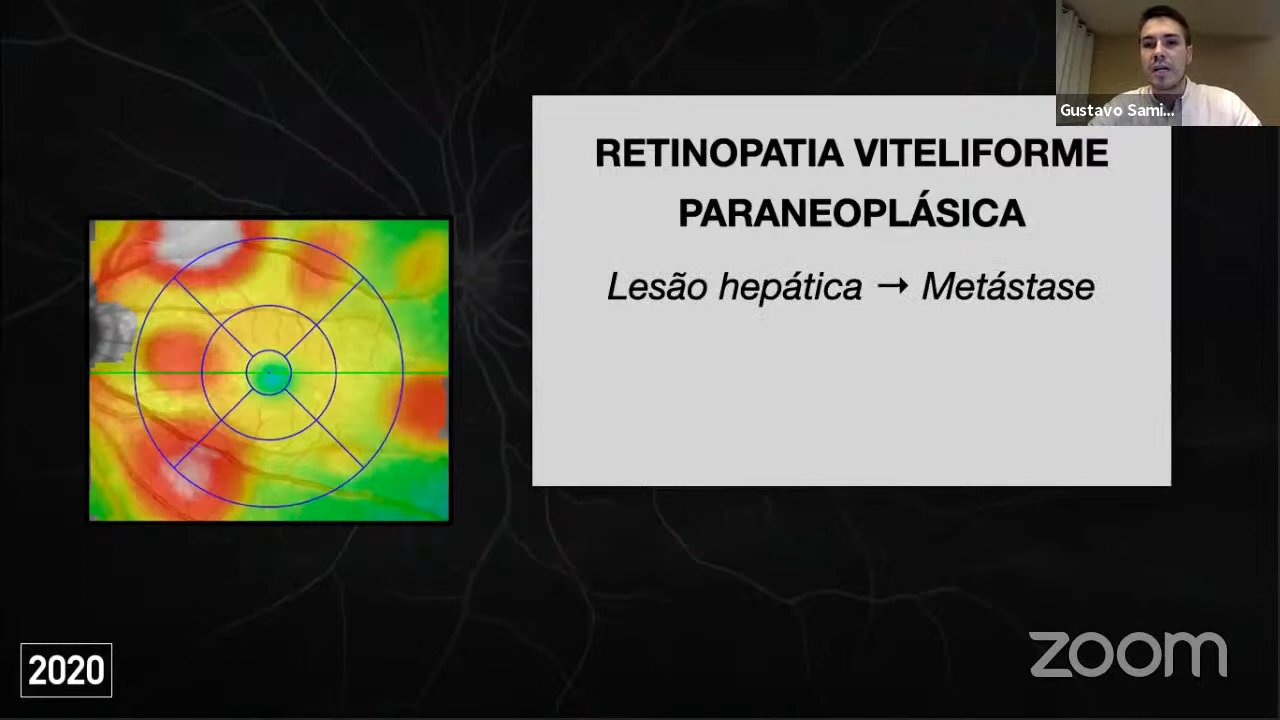 Gustavo Sami...
RETINOPATIA VITELIFORME
PARANEOPLÁSICA
Lesão hepática → Metástase
2020
zoom